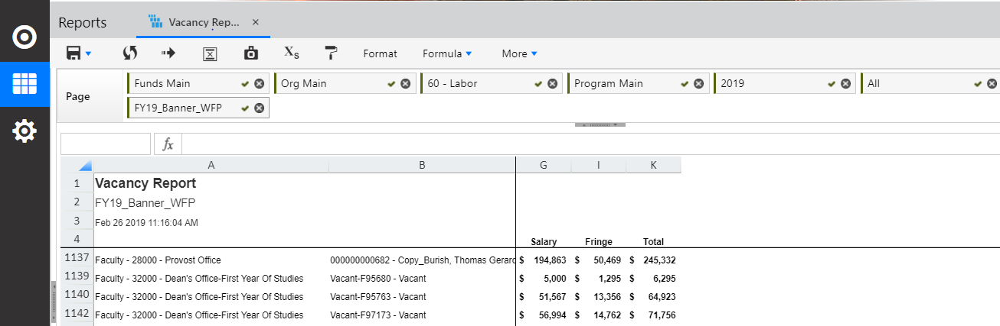 Reports Vacancy Rep... ×
Xs Format Formula More
Page Funds Main Org Main 60 - Labor Program Main 2019 All
FY19_Banner_WFP
fx
A B G I K
1 Vacancy Report
2 FY19_Banner_WFP
3 Feb 26 2019 11:16:04 AM
4 Salary Fringe Total
1137 Faculty - 28000 - Provost Office 000000000682 - Copy_Burish, Thomas Gerard $ 194,863 $ 50,469 $ 245,332
1139 Faculty - 32000 - Dean's Office-First Year Of Studies Vacant-F95680 - Vacant $ 5,000 $ 1,295 $ 6,295
1140 Faculty - 32000 - Dean's Office-First Year Of Studies Vacant-F95763 - Vacant $ 51,567 $ 13,356 $ 64,923
1142 Faculty - 32000 - Dean's Office-First Year Of Studies Vacant-F97173 - Vacant $ 56,994 $ 14,762 $ 71,756